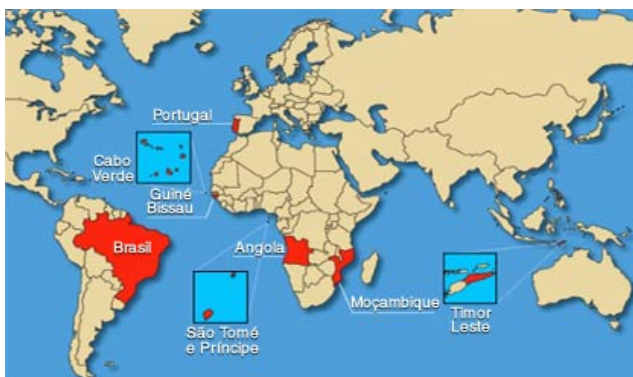 Portugal
Cabo
Verde
Guiné
Bissau
Brasil
Angola
São Tomé
e Príncipe
Moçambique
Timor
Leste